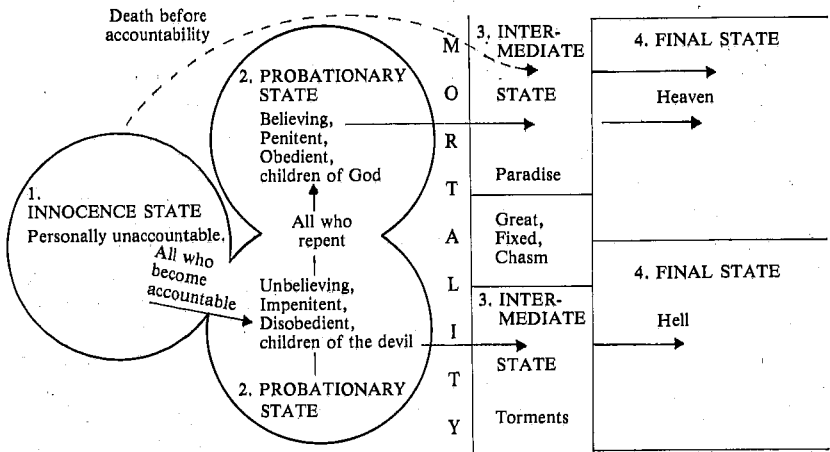 Death before
accountability
1.
INNOCENCE STATE
Personally unaccountable.
All who
become
accountable
2. PROBATIONARY
STATE
Believing,
Penitent,
Obedient,
children of God
All who
repent
Unbelieving,
Impenitent,
Disobedient,
children of the devil
2. PROBATIONARY
STATE
M
O
R
T
A
L
I
T
Y
3. INTER-
MEDIATE
STATE
Paradise
Great,
Fixed,
Chasm
3. INTER-
MEDIATE
STATE
Torments
4. FINAL STATE
Heaven
4. FINAL STATE
Hell